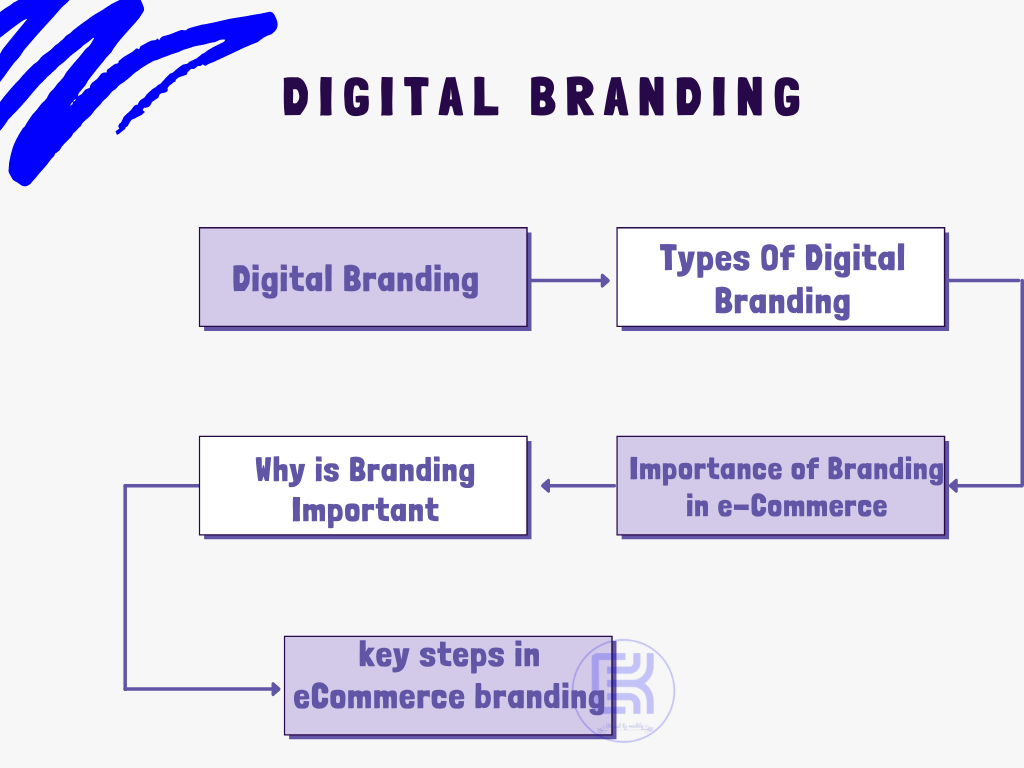 DIGITAL BRANDING
Digital Branding
Types Of Digital
Branding
Importance of Branding
in e-Commerce
Why is Branding
Important
key steps in
eCommerce branding